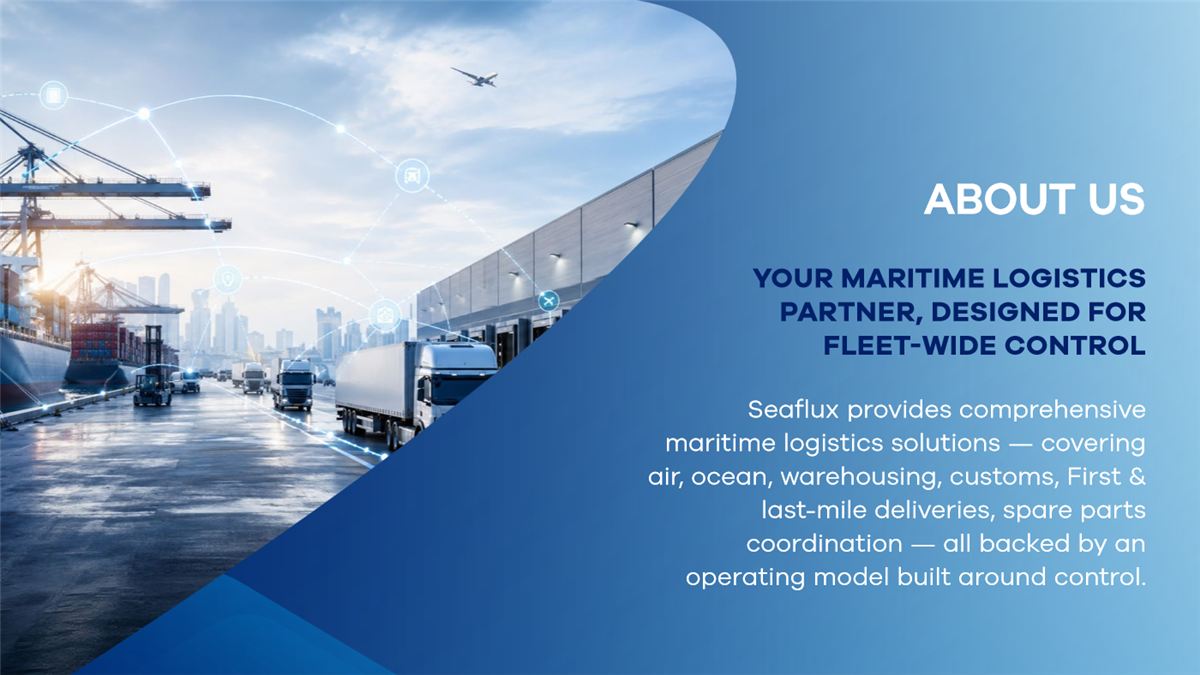 ABOUT US
YOUR MARITIME LOGISTICS
PARTNER, DESIGNED FOR
FLEET-WIDE CONTROL
Seaflux provides comprehensive
maritime logistics solutions — covering
air, ocean, warehousing, customs, First &
last-mile deliveries, spare parts
coordination — all backed by an
operating model built around control.